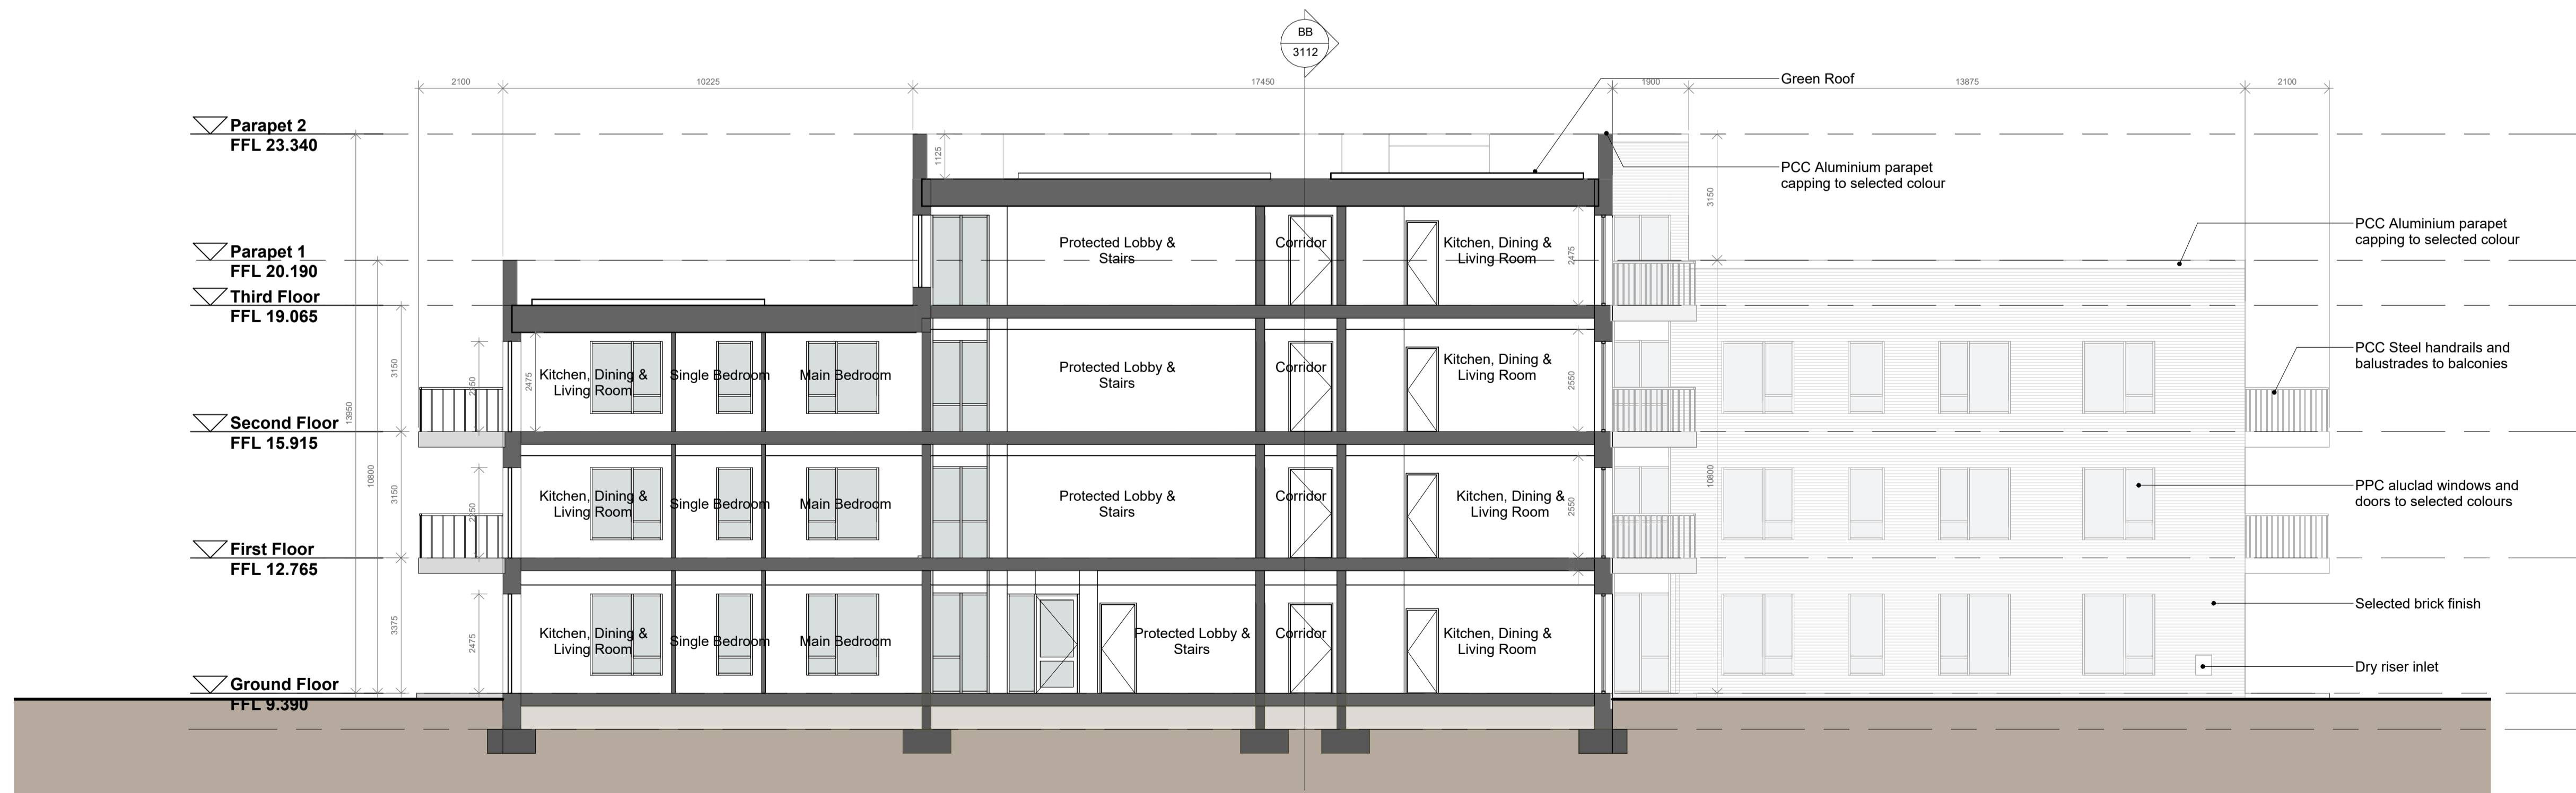 BB
3112
2100
10225
17450
1900
13875
2100
Green Roof
Parapet 2
FFL 23.340
1125
PCC Aluminium parapet
capping to selected colour
3150
PCC Aluminium parapet
capping to selected colour
Parapet 1
FFL 20.190
Protected Lobby &
Stairs
Corridor
Kitchen, Dining &
Living Room
2475
Third Floor
FFL 19.065
3150
13950
2475
Kitchen, Dining &
Living Room
Single Bedroom
Main Bedroom
Protected Lobby &
Stairs
Corridor
Kitchen, Dining &
Living Room
2550
PCC Steel handrails and
balustrades to balconies
Second Floor
FFL 15.915
10800
3150
Kitchen, Dining &
Living Room
Single Bedroom
Main Bedroom
Protected Lobby &
Stairs
Corridor
Kitchen, Dining &
Living Room
2550
10800
PPC aluclad windows and
doors to selected colours
First Floor
FFL 12.765
3375
2475
Kitchen, Dining &
Living Room
Single Bedroom
Main Bedroom
Protected Lobby &
Stairs
Corridor
Kitchen, Dining &
Living Room
Selected brick finish
Dry riser inlet
Ground Floor
FFL 9.390